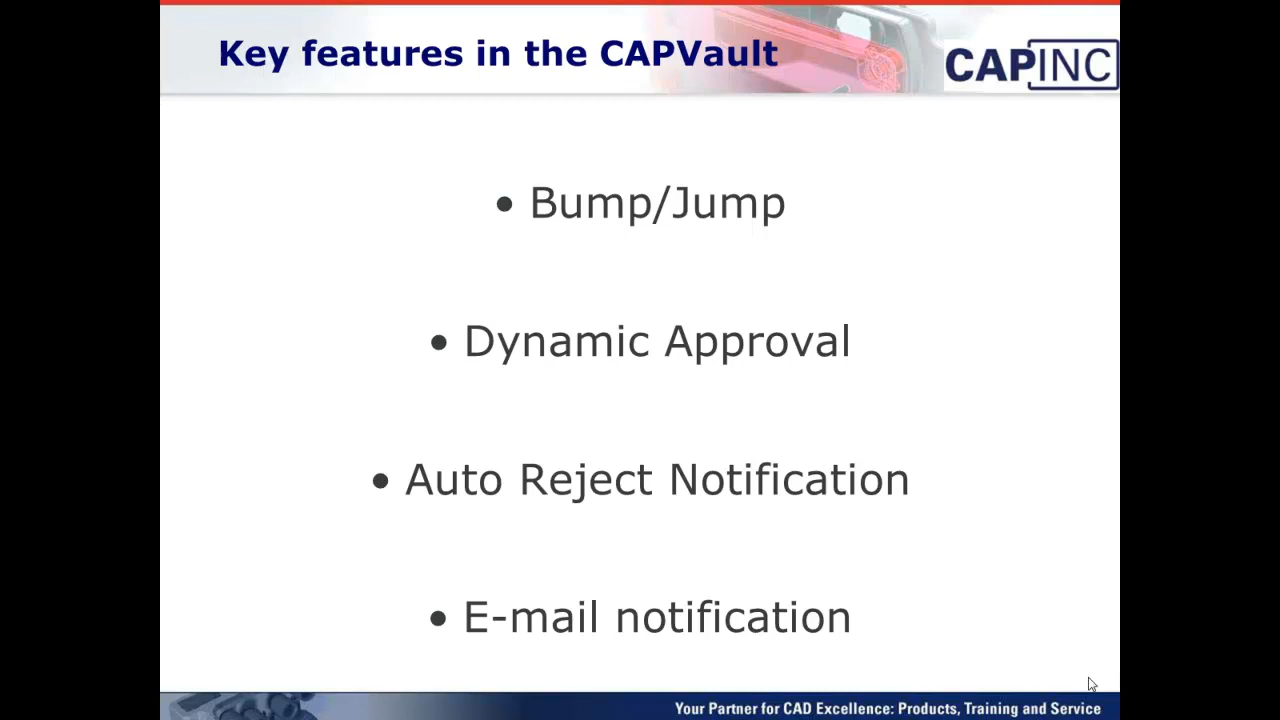 Key features in the CAPVault
CAPINC
• Bump/Jump
• Dynamic Approval
• Auto Reject Notification
• E-mail notification
Your Partner for CAD Excellence: Products, Training and Service